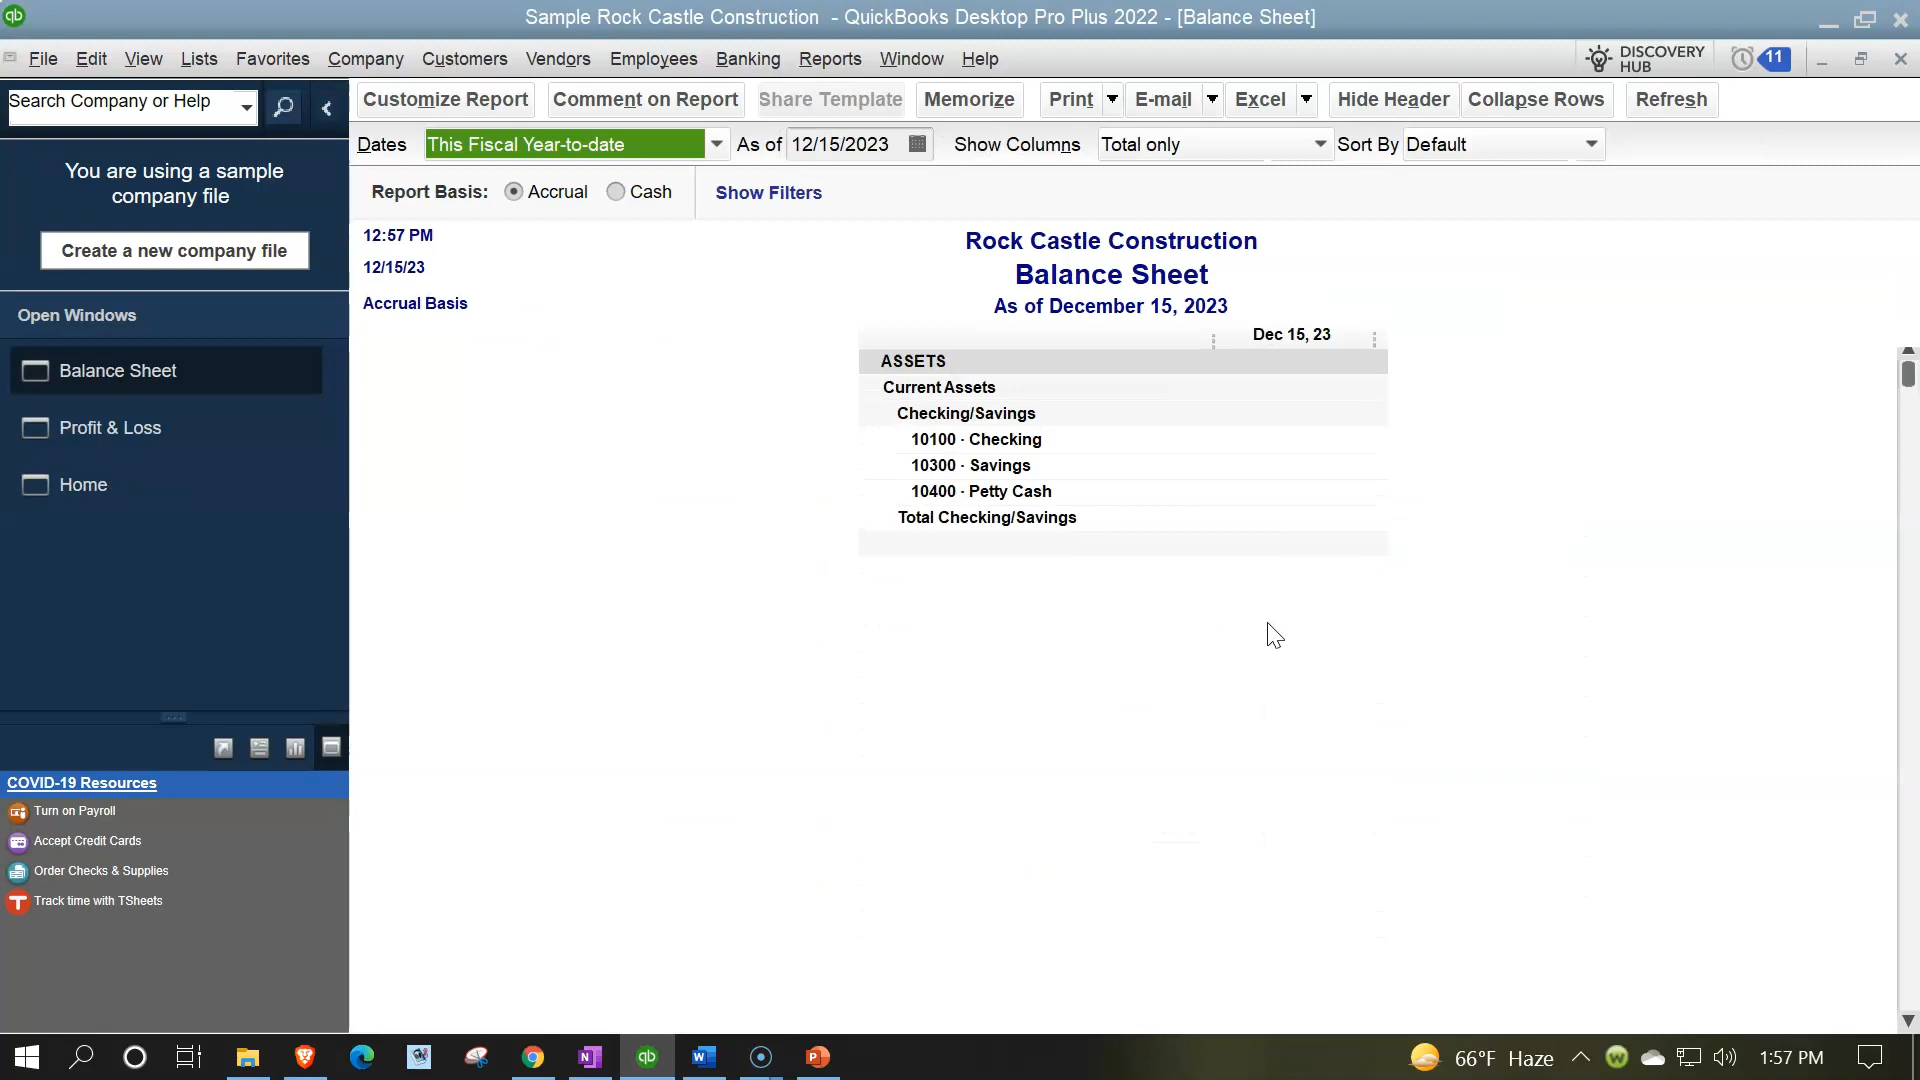 qb Sample Rock Castle Construction - QuickBooks Desktop Pro Plus 2022 - [Balance Sheet]
File Edit View Lists Favorites Company Customers Vendors Employees Banking Reports Window Help
DISCOVERY
HUB
11
Search Company or Help
Customize Report Comment on Report Share Template Memorize Print E-mail Excel Hide Header Collapse Rows Refresh
Dates This Fiscal Year-to-date As of 12/15/2023 Show Columns Total only Sort By Default
You are using a sample
company file
Create a new company file
Report Basis: Accrual Cash Show Filters
12:57 PM
12/15/23
Accrual Basis
Rock Castle Construction
Balance Sheet
As of December 15, 2023
Dec 15, 23
ASSETS
Current Assets
Checking/Savings
10100 · Checking
10300 · Savings
10400 · Petty Cash
Total Checking/Savings
Open Windows
Balance Sheet
Profit & Loss
Home
COVID-19 Resources
Turn on Payroll
Accept Credit Cards
Order Checks & Supplies
T Track time with TSheets
N qb W P 66°F Haze W 1:57 PM